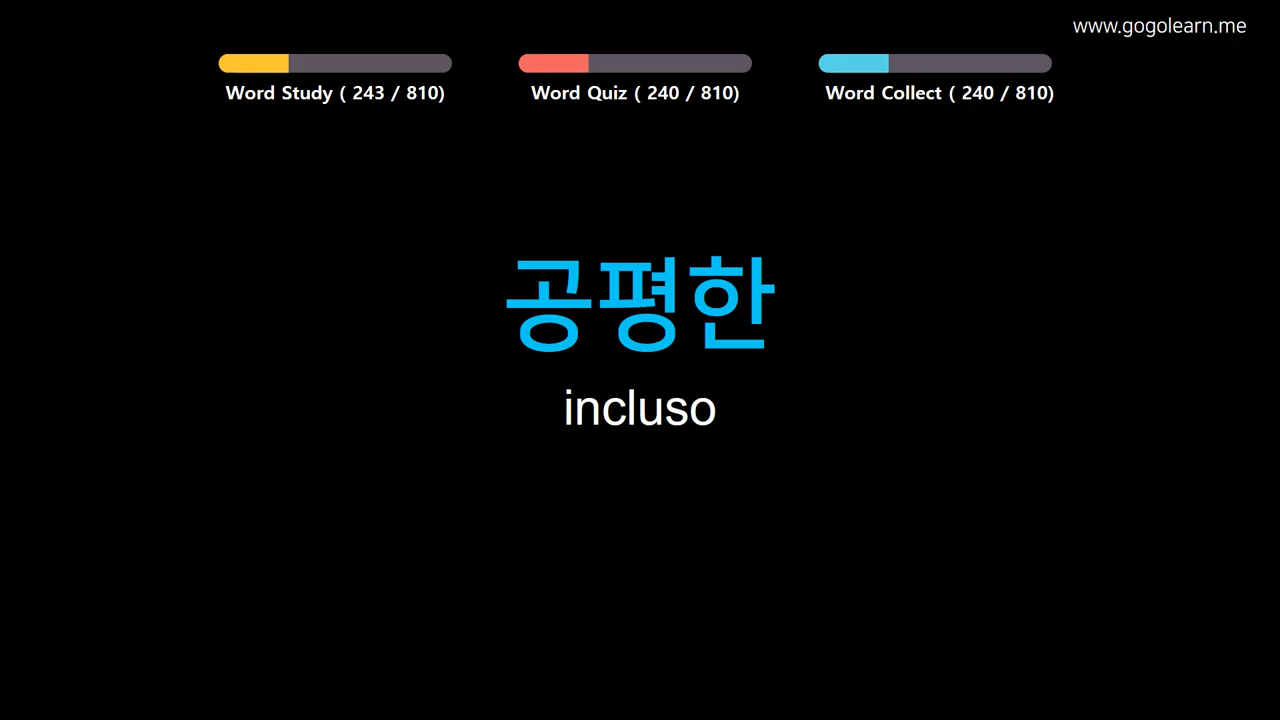 www.gogolearn.me
Word Study ( 243 / 810)
Word Quiz ( 240 / 810)
Word Collect ( 240 / 810)
공평한
incluso